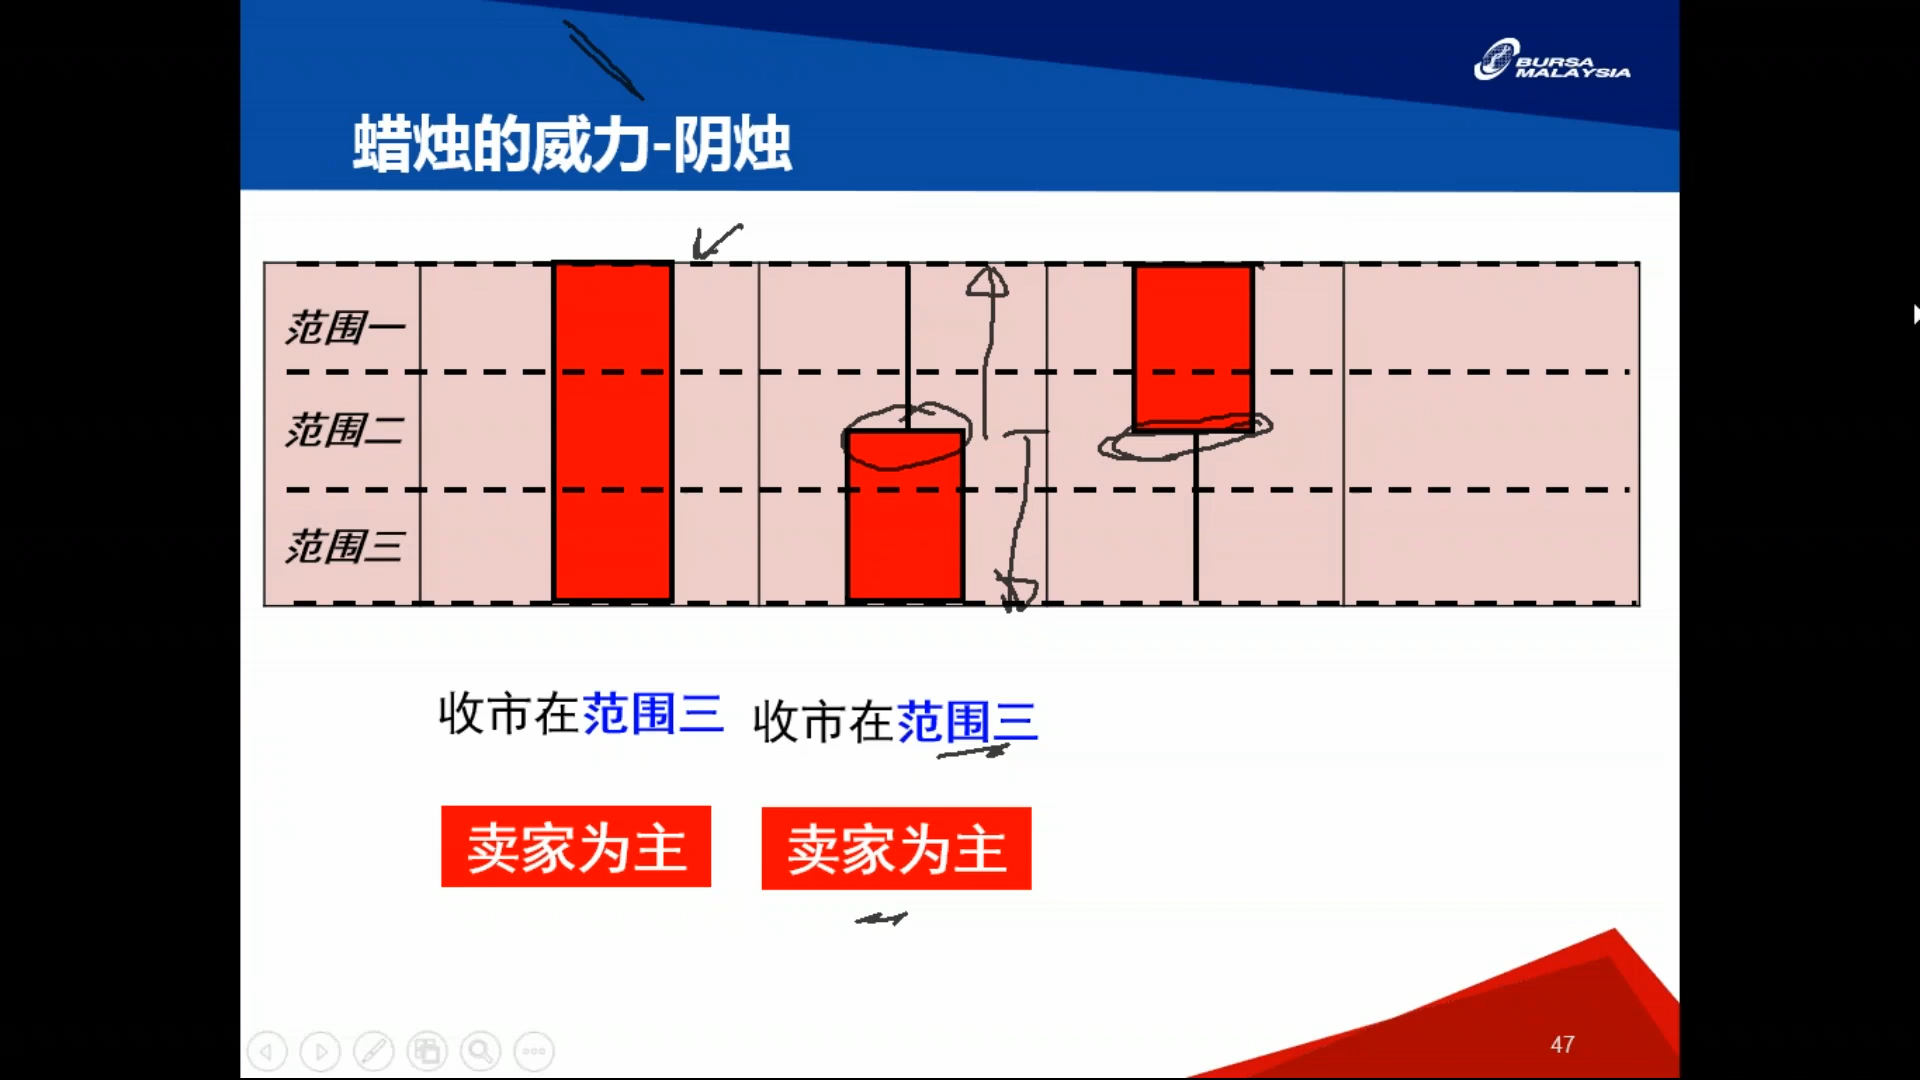 BURSA
MALAYSIA
蜡烛的威力-阴烛
范围一
范围二
范围三
收市在范围三 收市在范围三
卖家为主 卖家为主
47